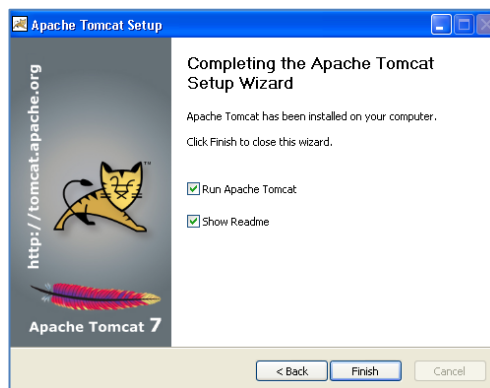 Apache Tomcat Setup
http://tomcat.apache.org
TM
Apache Tomcat 7
Completing the Apache Tomcat
Setup Wizard
Apache Tomcat has been installed on your computer.
Click Finish to close this wizard.
Run Apache Tomcat
Show Readme
< Back
Finish
Cancel